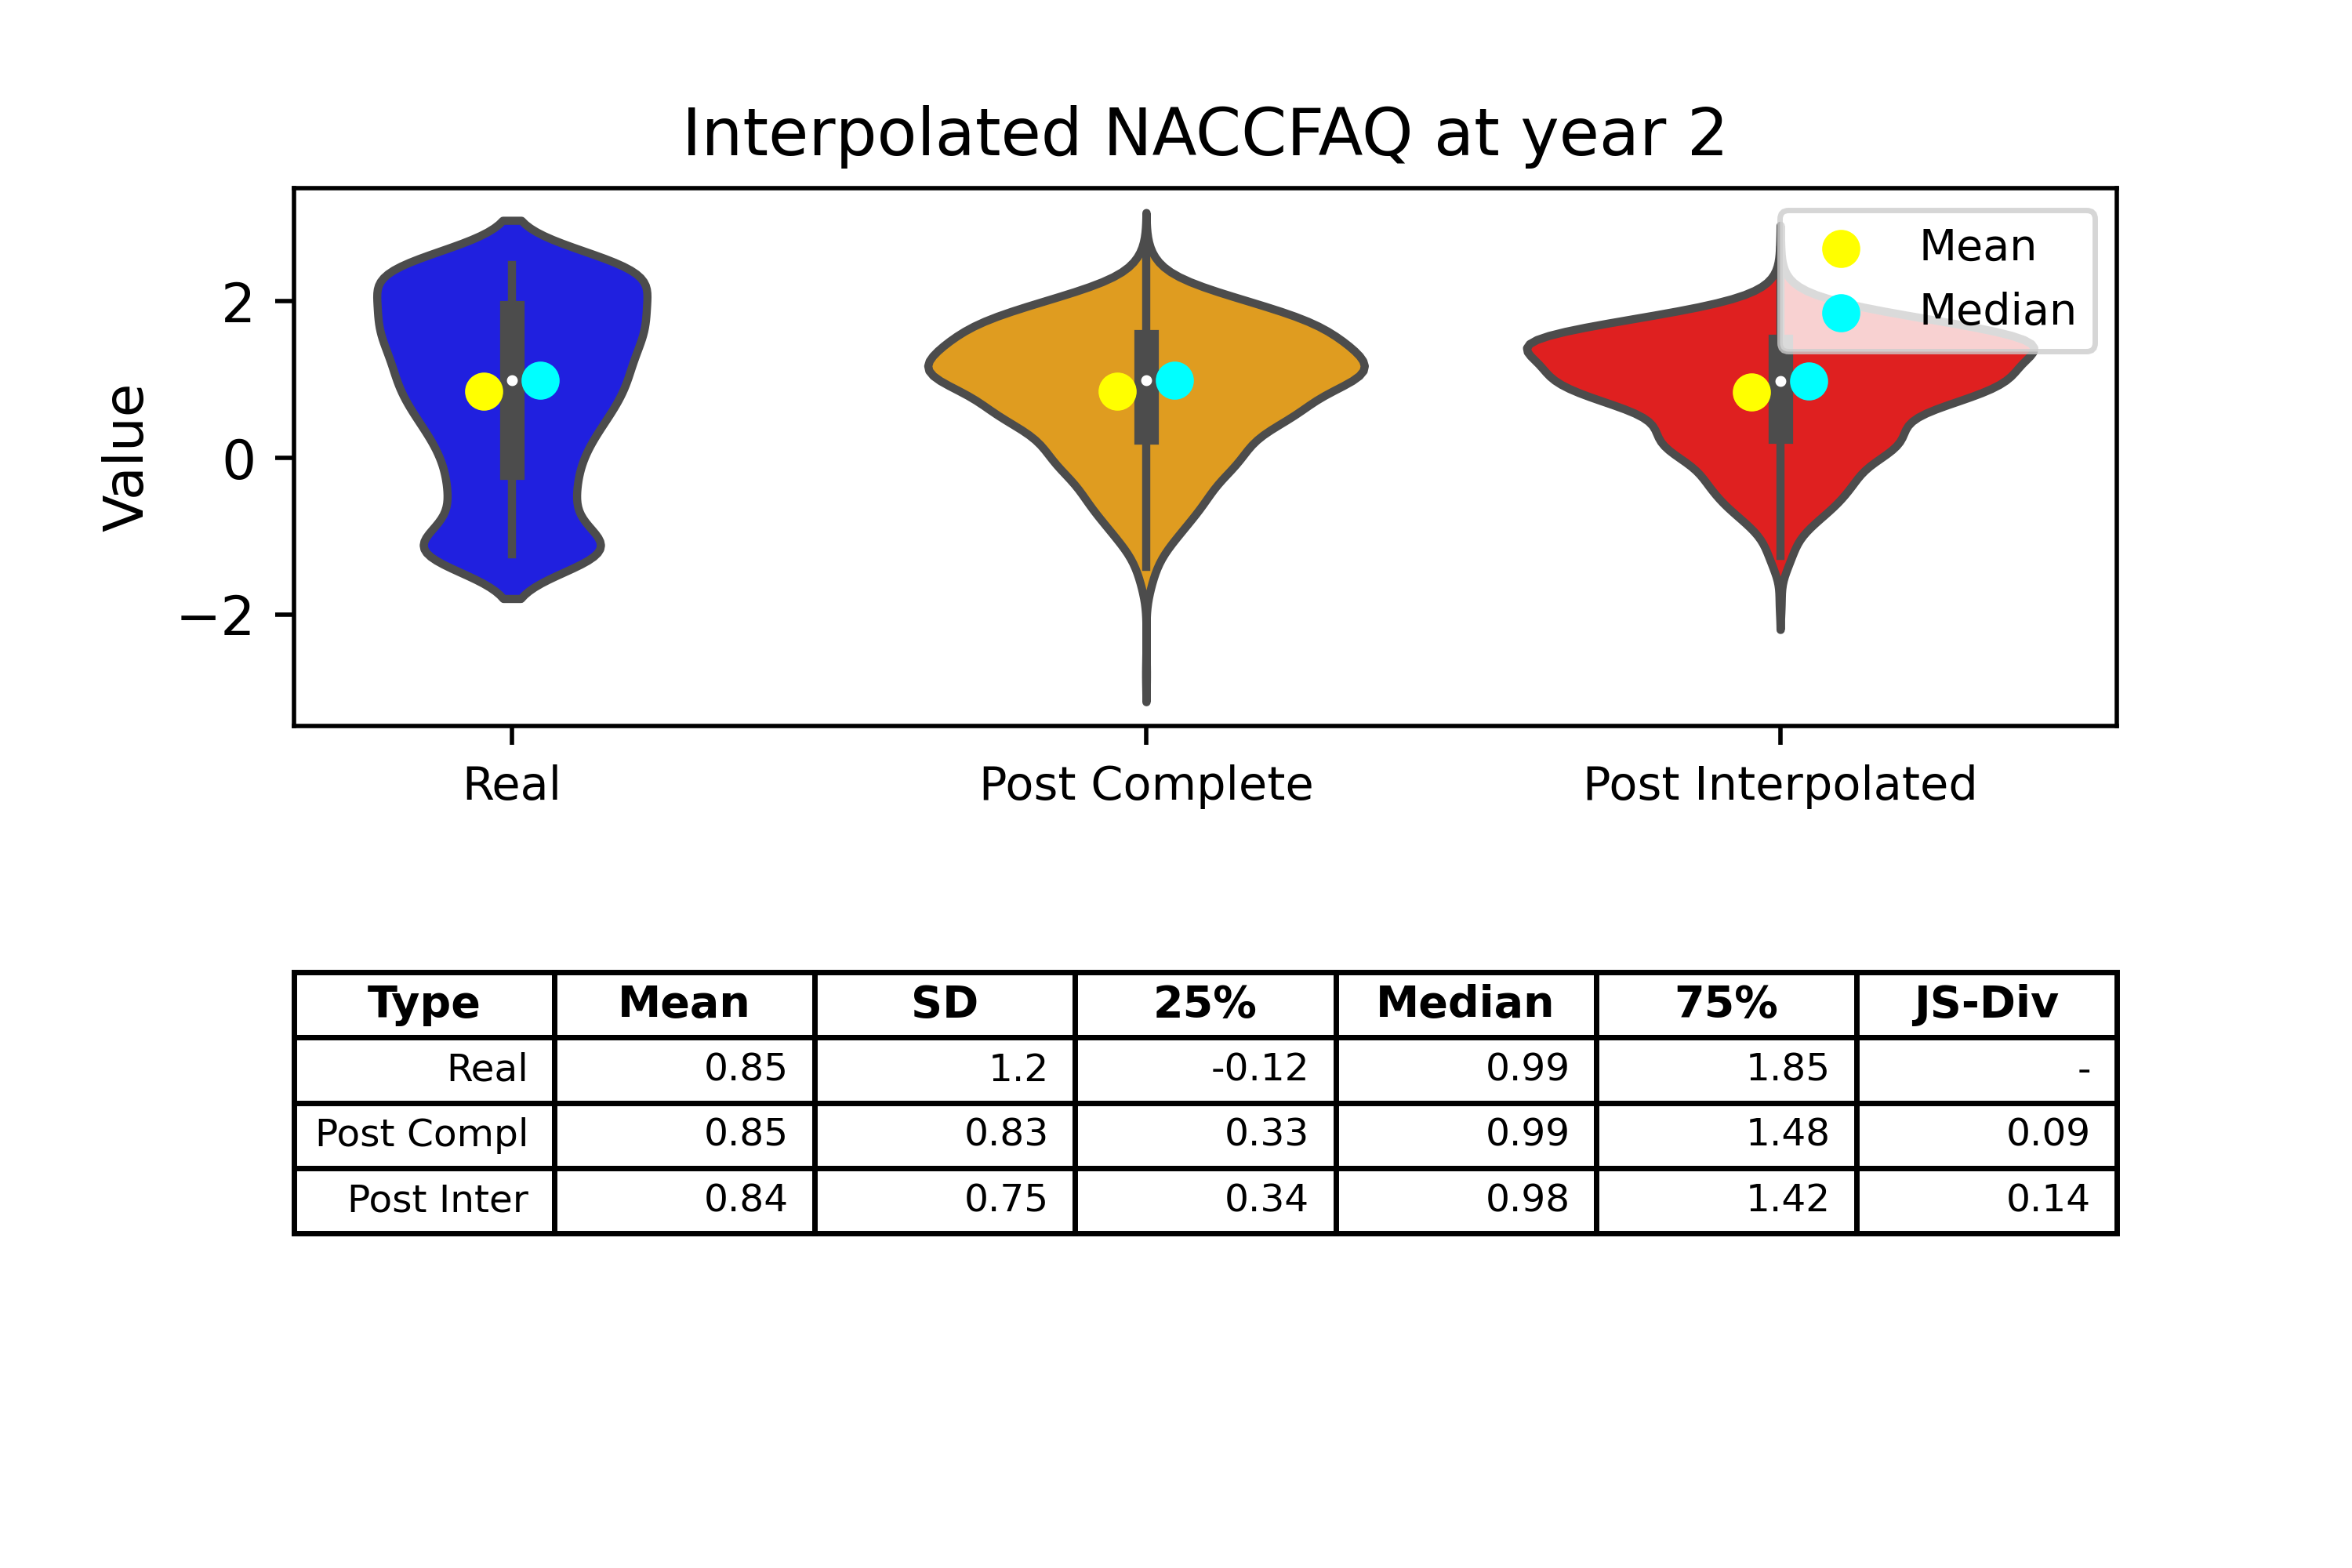 Interpolated NACCFAQ at year 2
Mean
Median
Value
2
0
−2
Real Post Complete Post Interpolated
Type Mean SD 25% Median 75% JS-Div
Real 0.85 1.2 -0.12 0.99 1.85 -
Post Compl 0.85 0.83 0.33 0.99 1.48 0.09
Post Inter 0.84 0.75 0.34 0.98 1.42 0.14